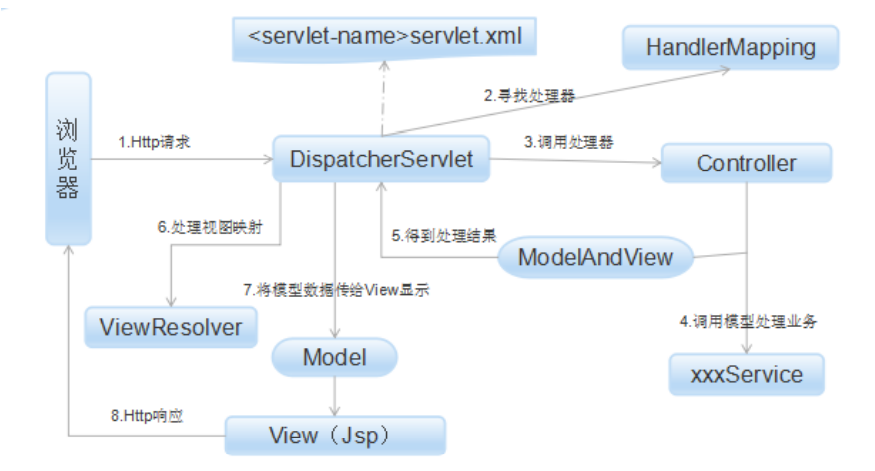 <servlet-name>servlet.xml
HandlerMapping
2.寻找处理器
浏
览
器
1.Http请求
DispatcherServlet
3.调用处理器
Controller
6.处理视图映射
5.得到处理结果
ModelAndView
7.将模型数据传给View显示
ViewResolver
4.调用模型处理业务
Model
xxxService
8.Http响应
View（Jsp）